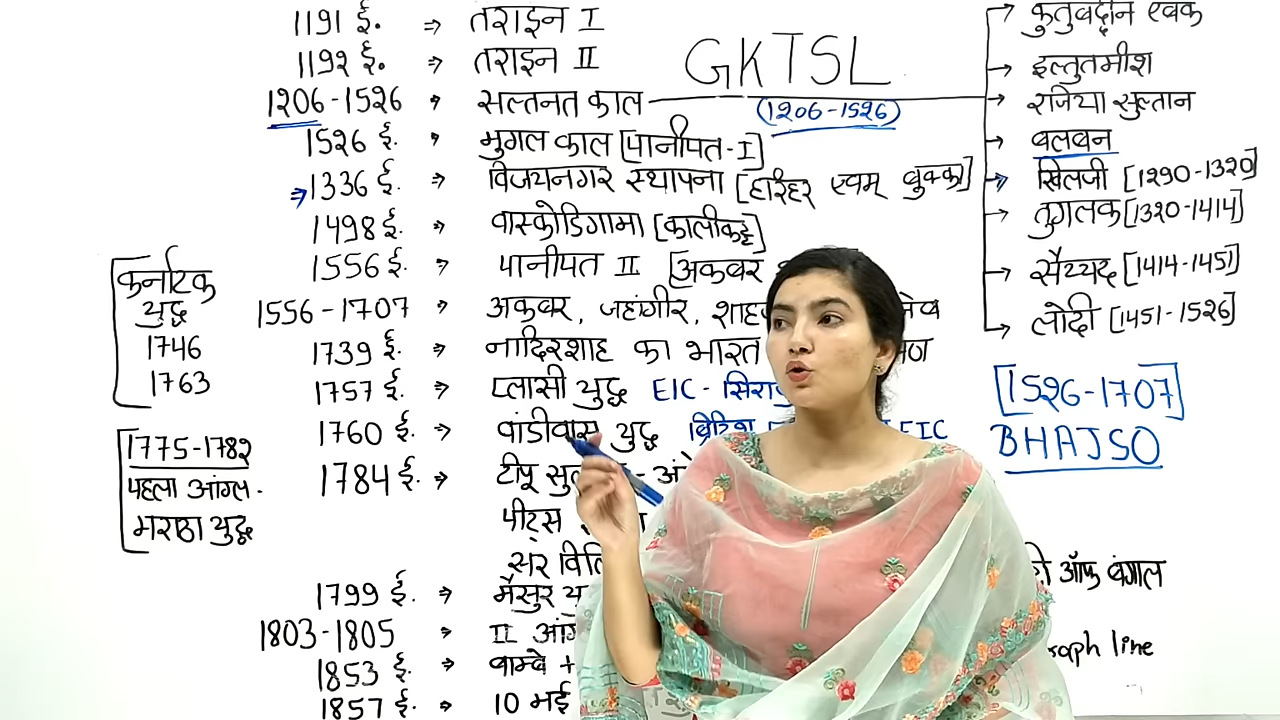 1191 ई. ⇒ तराइन I
1192 ई. ⇒ तराइन II
1206-1526 ⇒ सल्तनत काल
1526 ई. ⇒ मुगल काल [पानीपत-I]
⇒ 1336 ई. ⇒ विजयनगर स्थापना [हरिहर एवम् बुक्का]
1498 ई. ⇒ वास्कोडिगामा [कालीकट]
1556 ई. ⇒ पानीपत II [अकबर
1556-1707 ⇒ अकबर, जहांगीर,
1739 ई. ⇒ नादिरशाह का भारत
1757 ई. ⇒ प्लासी युद्ध EIC-
1760 ई. ⇒ वांडीवास युद्ध ब्रिटिश EIC
1784 ई. ⇒ टीपू
पीट्स
सर
ऑफ बंगाल
1799 ई. ⇒ मैसुर
1803-1805 ⇒ II
line
1853 ई. ⇒ बाम्बे +
1857 ई. ⇒ 10 मई
कर्नाटक
युद्ध
1746
1763
1775-1782
पहला आंग्ल-
मराठा युद्ध
GKTSL
(1206-1526)
कुतुबद्दीन एबक
इल्तुतमीश
रजिया सुल्तान
बलबन
खिलजी [1290-1320]
तुगलक [1320-1414]
सैय्यद [1414-1451]
लोदी [1451-1526]
[1526-1707]
BHAJSO